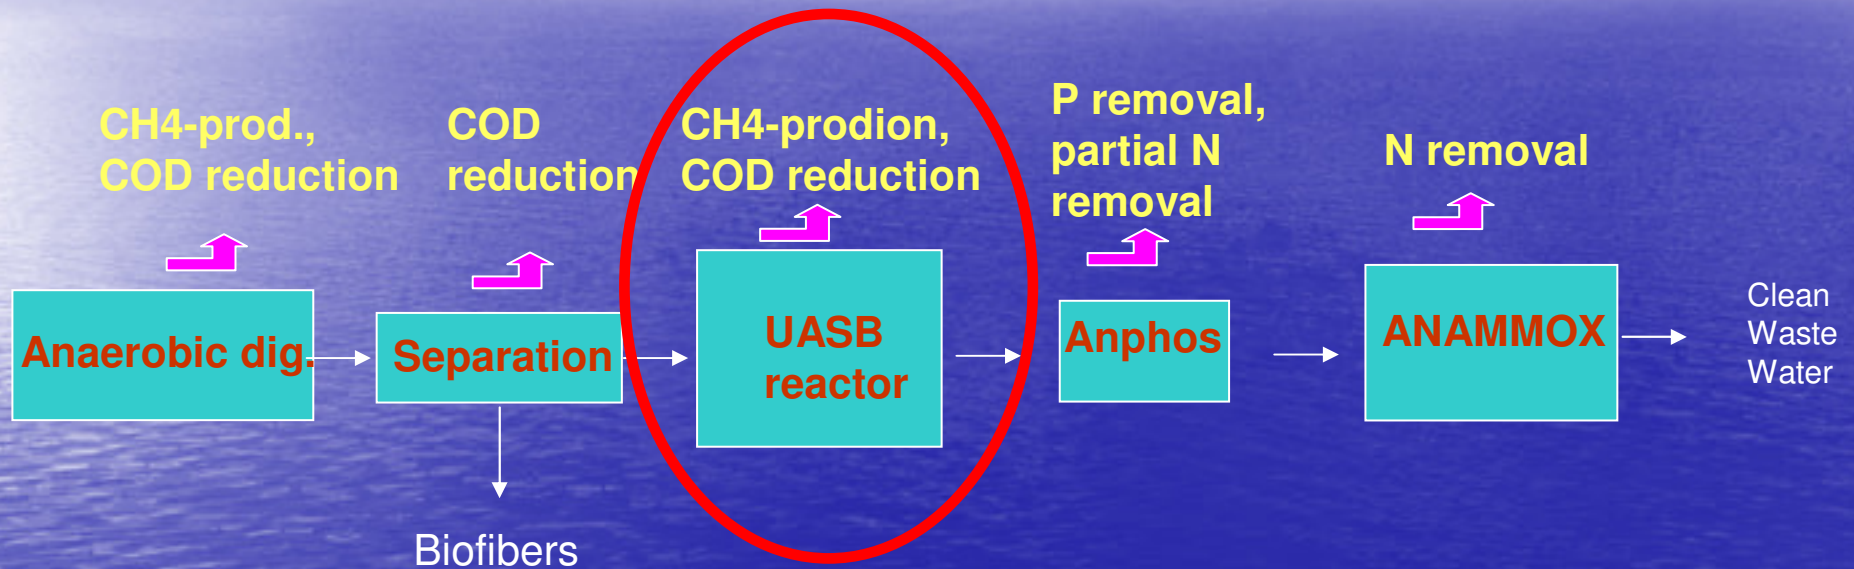 CH4-prod.,
COD reduction
COD
reduction
CH4-prodion,
COD reduction
P removal,
partial N
removal
N removal
Anaerobic dig.
Separation
UASB
reactor
Anphos
ANAMMOX
Clean
Waste
Water
Biofibers